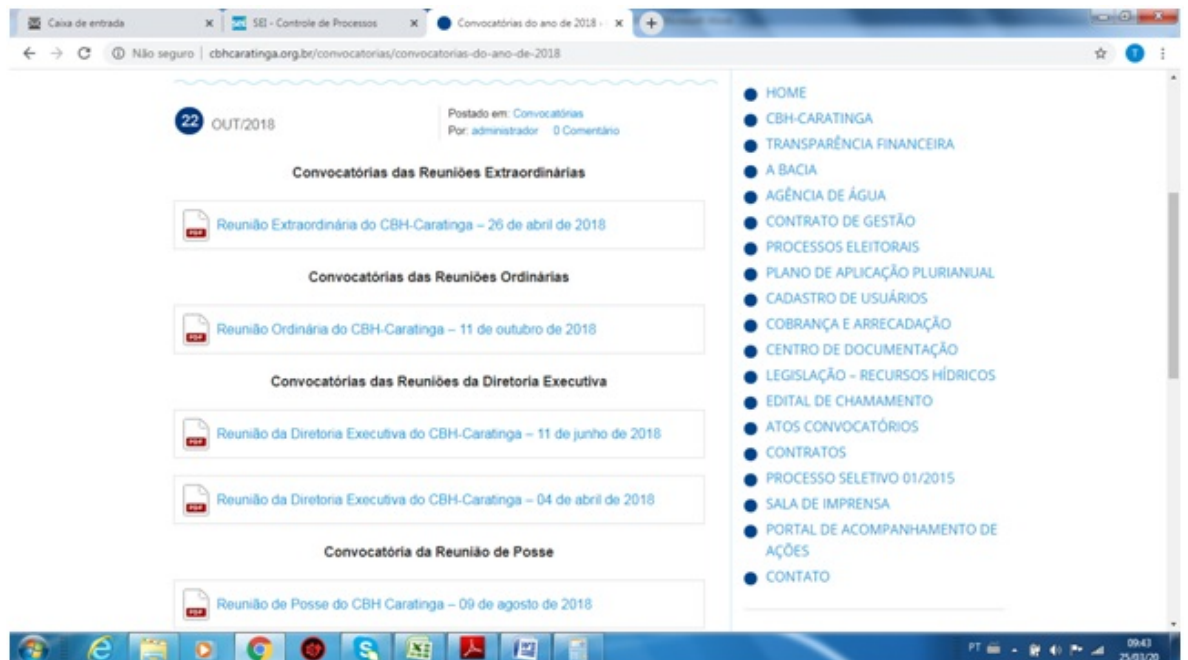 Caixa de entrada
SEI - Controle de Processos
Convocatórias do ano de 2018 -
Não seguro | cbhcaratinga.org.br/convocatorias/convocatorias-do-ano-de-2018
T
22 OUT/2018
Postado em: Convocatórias
Por: administrador 0 Comentário
Convocatórias das Reuniões Extraordinárias
PDF Reunião Extraordinária do CBH-Caratinga – 26 de abril de 2018
Convocatórias das Reuniões Ordinárias
PDF Reunião Ordinária do CBH-Caratinga – 11 de outubro de 2018
Convocatórias das Reuniões da Diretoria Executiva
PDF Reunião da Diretoria Executiva do CBH-Caratinga – 11 de junho de 2018
PDF Reunião da Diretoria Executiva do CBH-Caratinga – 04 de abril de 2018
Convocatória da Reunião de Posse
PDF Reunião de Posse do CBH Caratinga – 09 de agosto de 2018
HOME
CBH-CARATINGA
TRANSPARÊNCIA FINANCEIRA
A BACIA
AGÊNCIA DE ÁGUA
CONTRATO DE GESTÃO
PROCESSOS ELEITORAIS
PLANO DE APLICAÇÃO PLURIANUAL
CADASTRO DE USUÁRIOS
COBRANÇA E ARRECADAÇÃO
CENTRO DE DOCUMENTAÇÃO
LEGISLAÇÃO – RECURSOS HÍDRICOS
EDITAL DE CHAMAMENTO
ATOS CONVOCATÓRIOS
CONTRATOS
PROCESSO SELETIVO 01/2015
SALA DE IMPRENSA
PORTAL DE ACOMPANHAMENTO DE
AÇÕES
CONTATO
PT
09:43
25/03/20